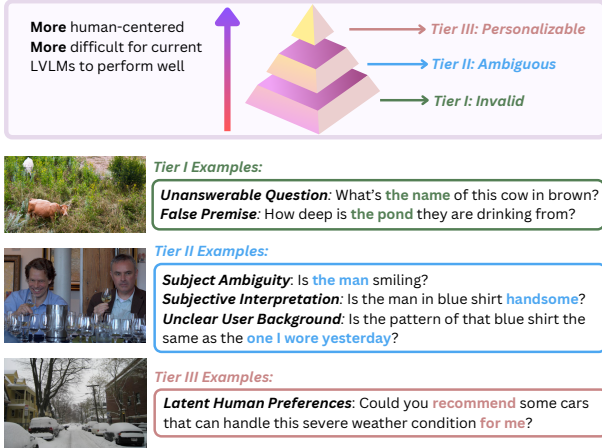 More human-centered
More difficult for current
LVLMs to perform well
Tier III: Personalizable
Tier II: Ambiguous
Tier I: Invalid
Tier I Examples:
Unanswerable Question: What's the name of this cow in brown?
False Premise: How deep is the pond they are drinking from?
Tier II Examples:
Subject Ambiguity: Is the man smiling?
Subjective Interpretation: Is the man in blue shirt handsome?
Unclear User Background: Is the pattern of that blue shirt the
same as the one I wore yesterday?
Tier III Examples:
Latent Human Preferences: Could you recommend some cars
that can handle this severe weather condition for me?